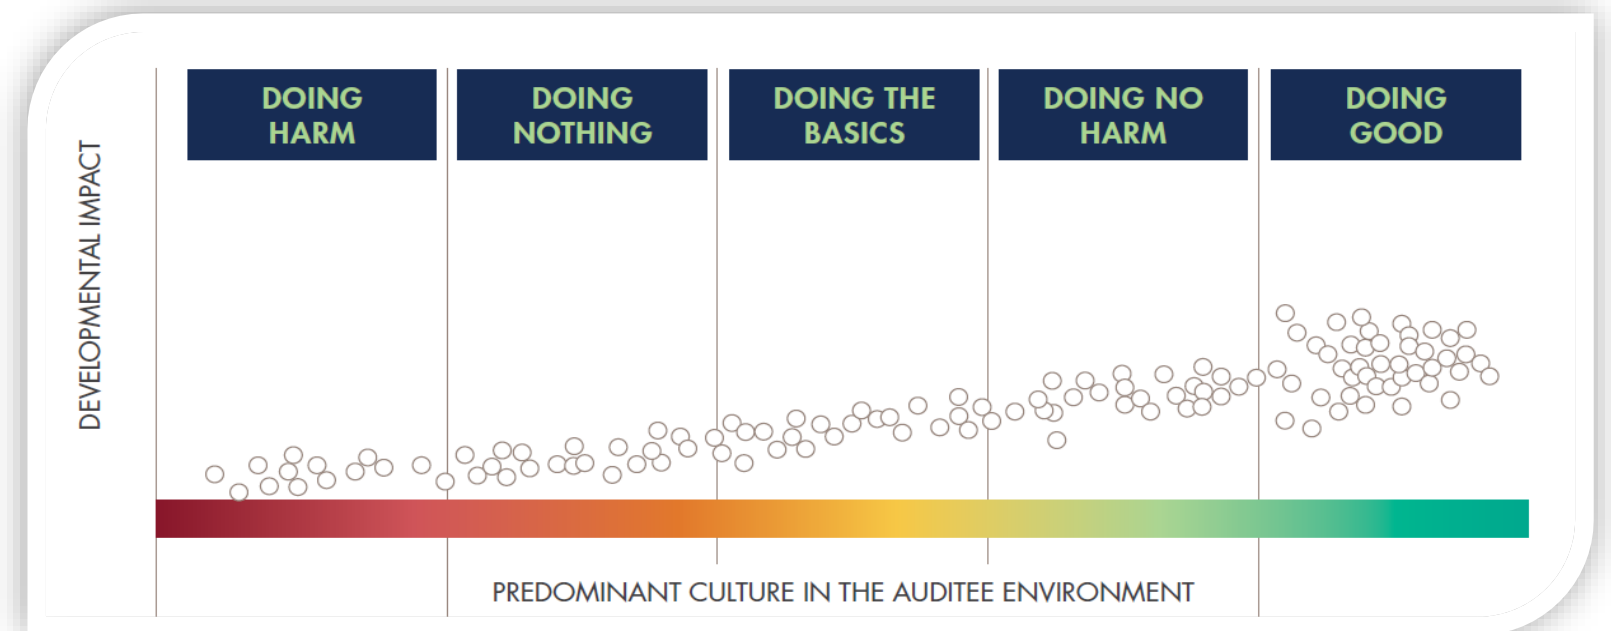 DOING
HARM
DOING
NOTHING
DOING THE
BASICS
DOING NO
HARM
DOING
GOOD
DEVELOPMENTAL IMPACT
PREDOMINANT CULTURE IN THE AUDITEE ENVIRONMENT